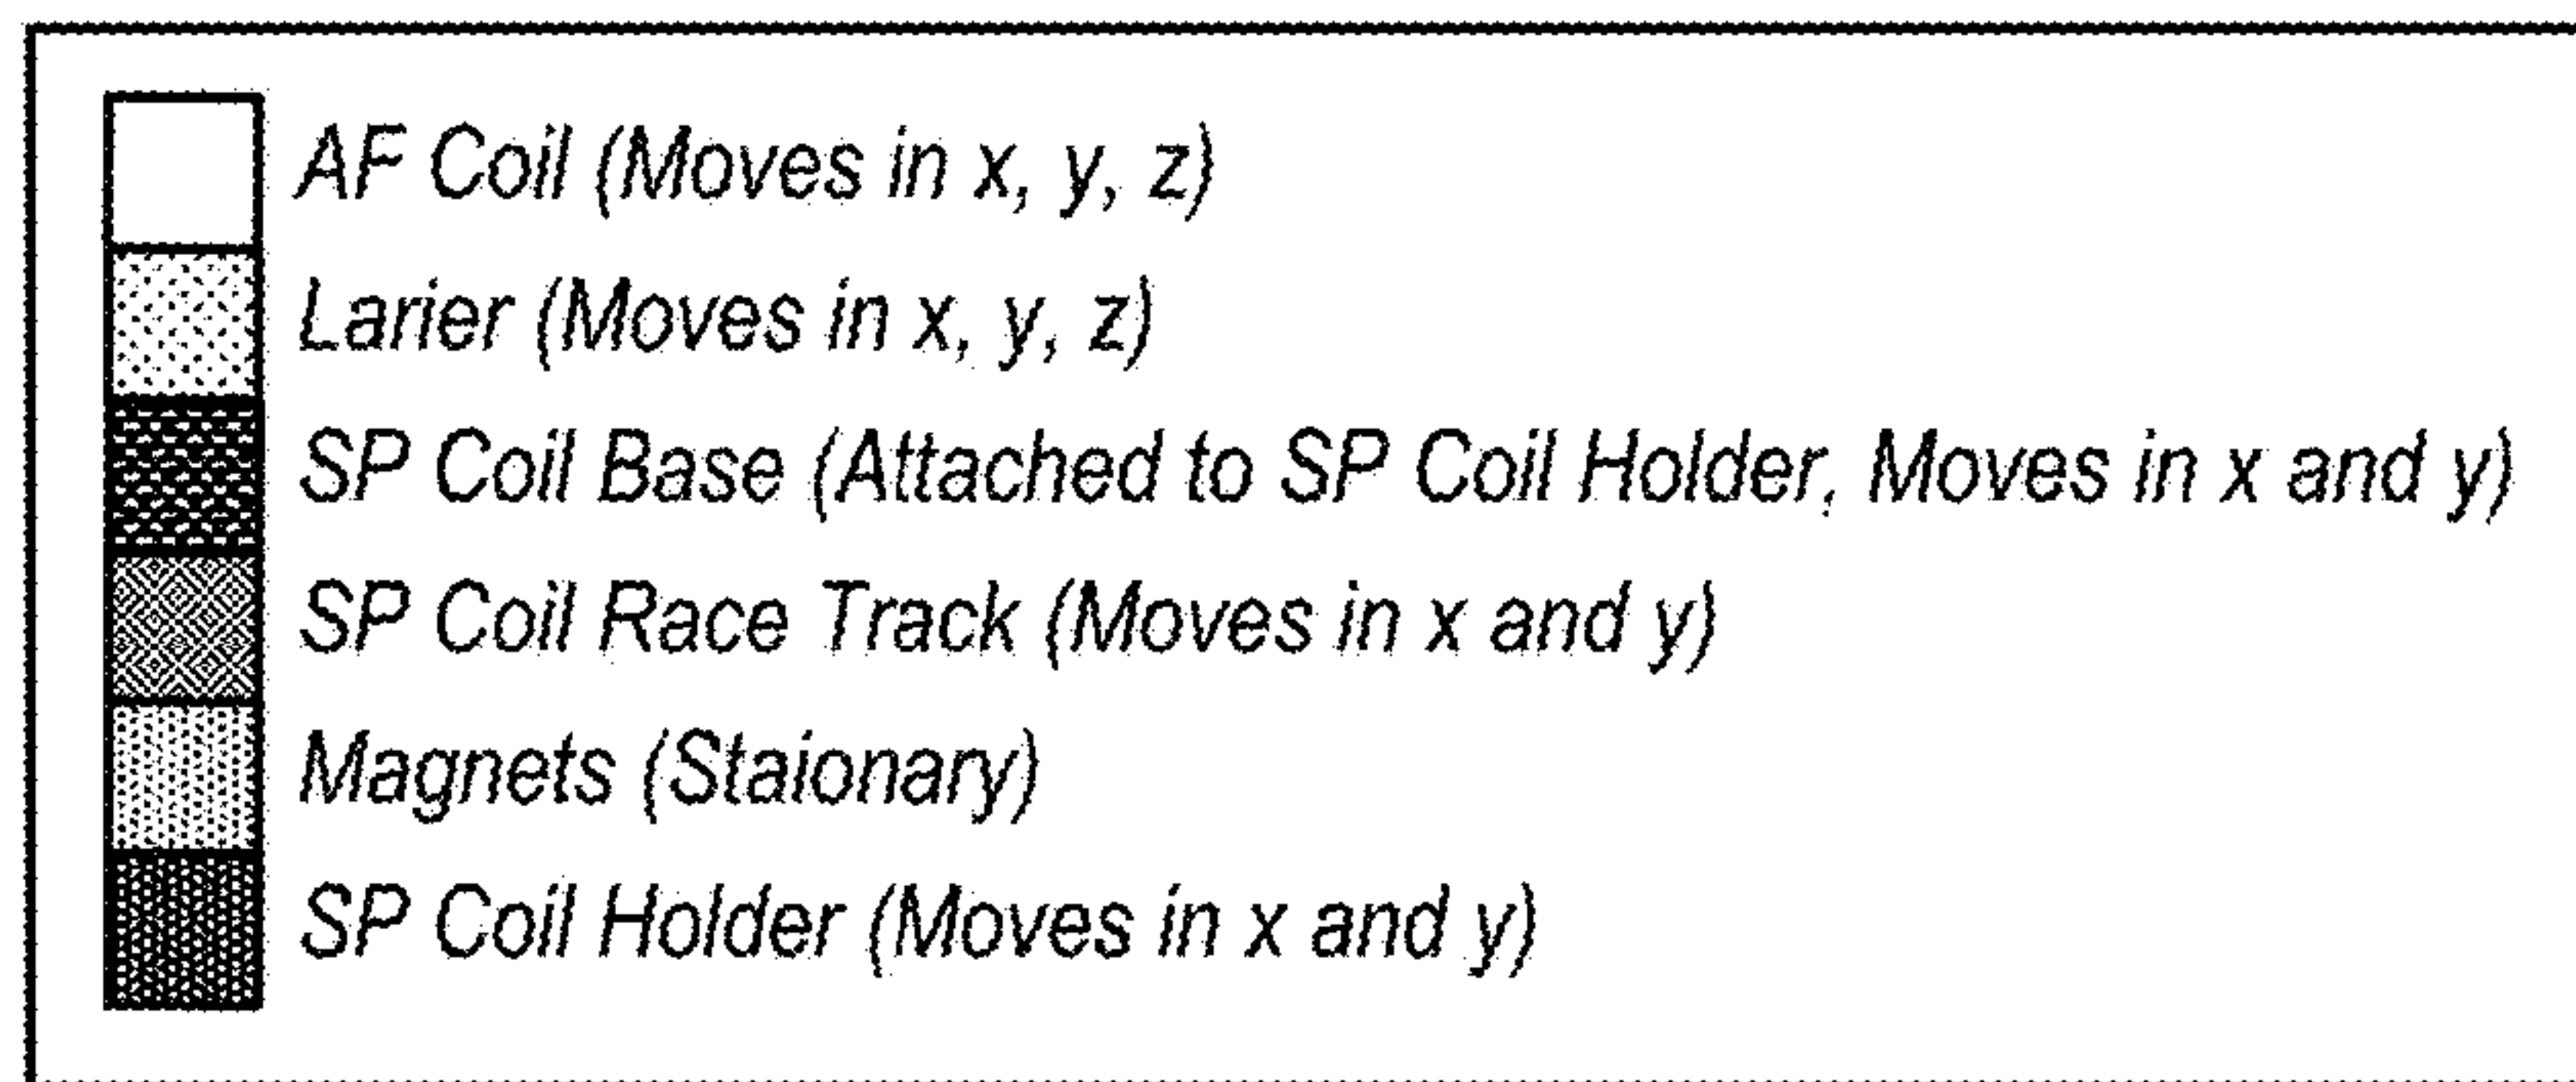 AF Coil (Moves in x, y, z)
Larier (Moves in x, y, z)
SP Coil Base (Attached to SP Coil Holder, Moves in x and y)
SP Coil Race Track (Moves in x and y)
Magnets (Staionary)
SP Coil Holder (Moves in x and y)